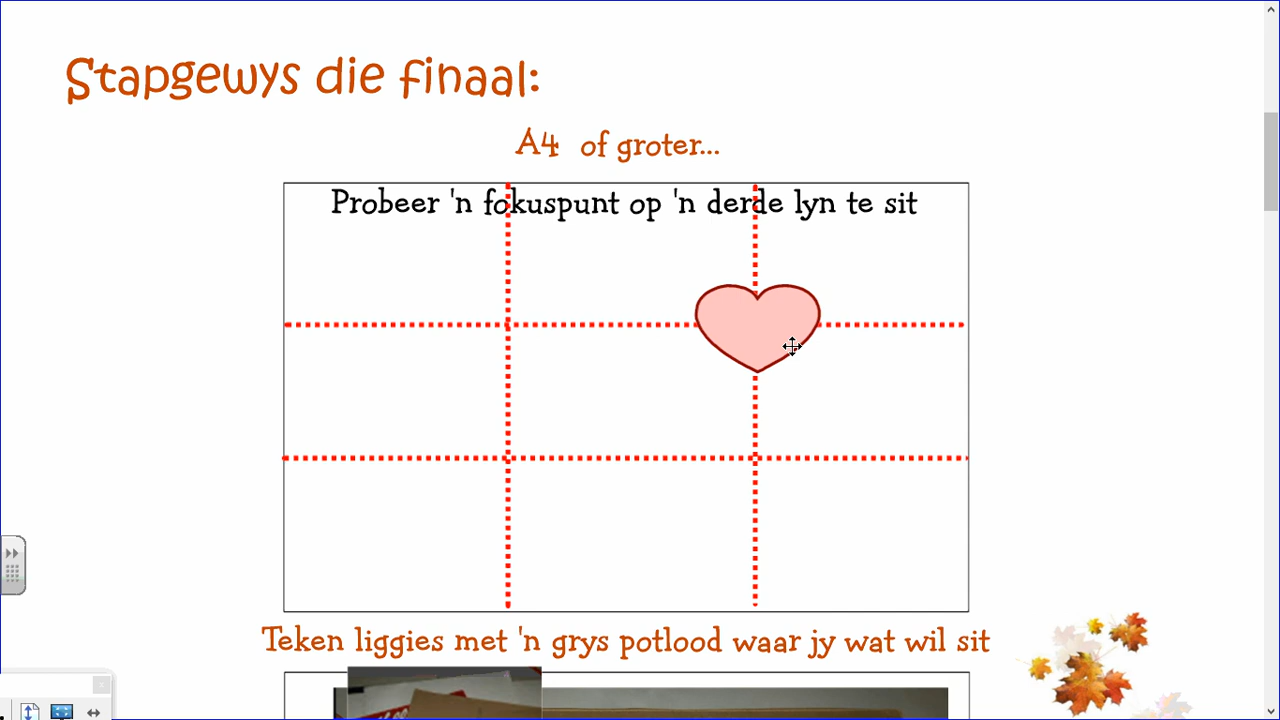 Stapgewys die finaal:
A4 of groter...
Probeer 'n fokuspunt op 'n derde lyn te sit
Teken liggies met 'n grys potlood waar jy wat wil sit